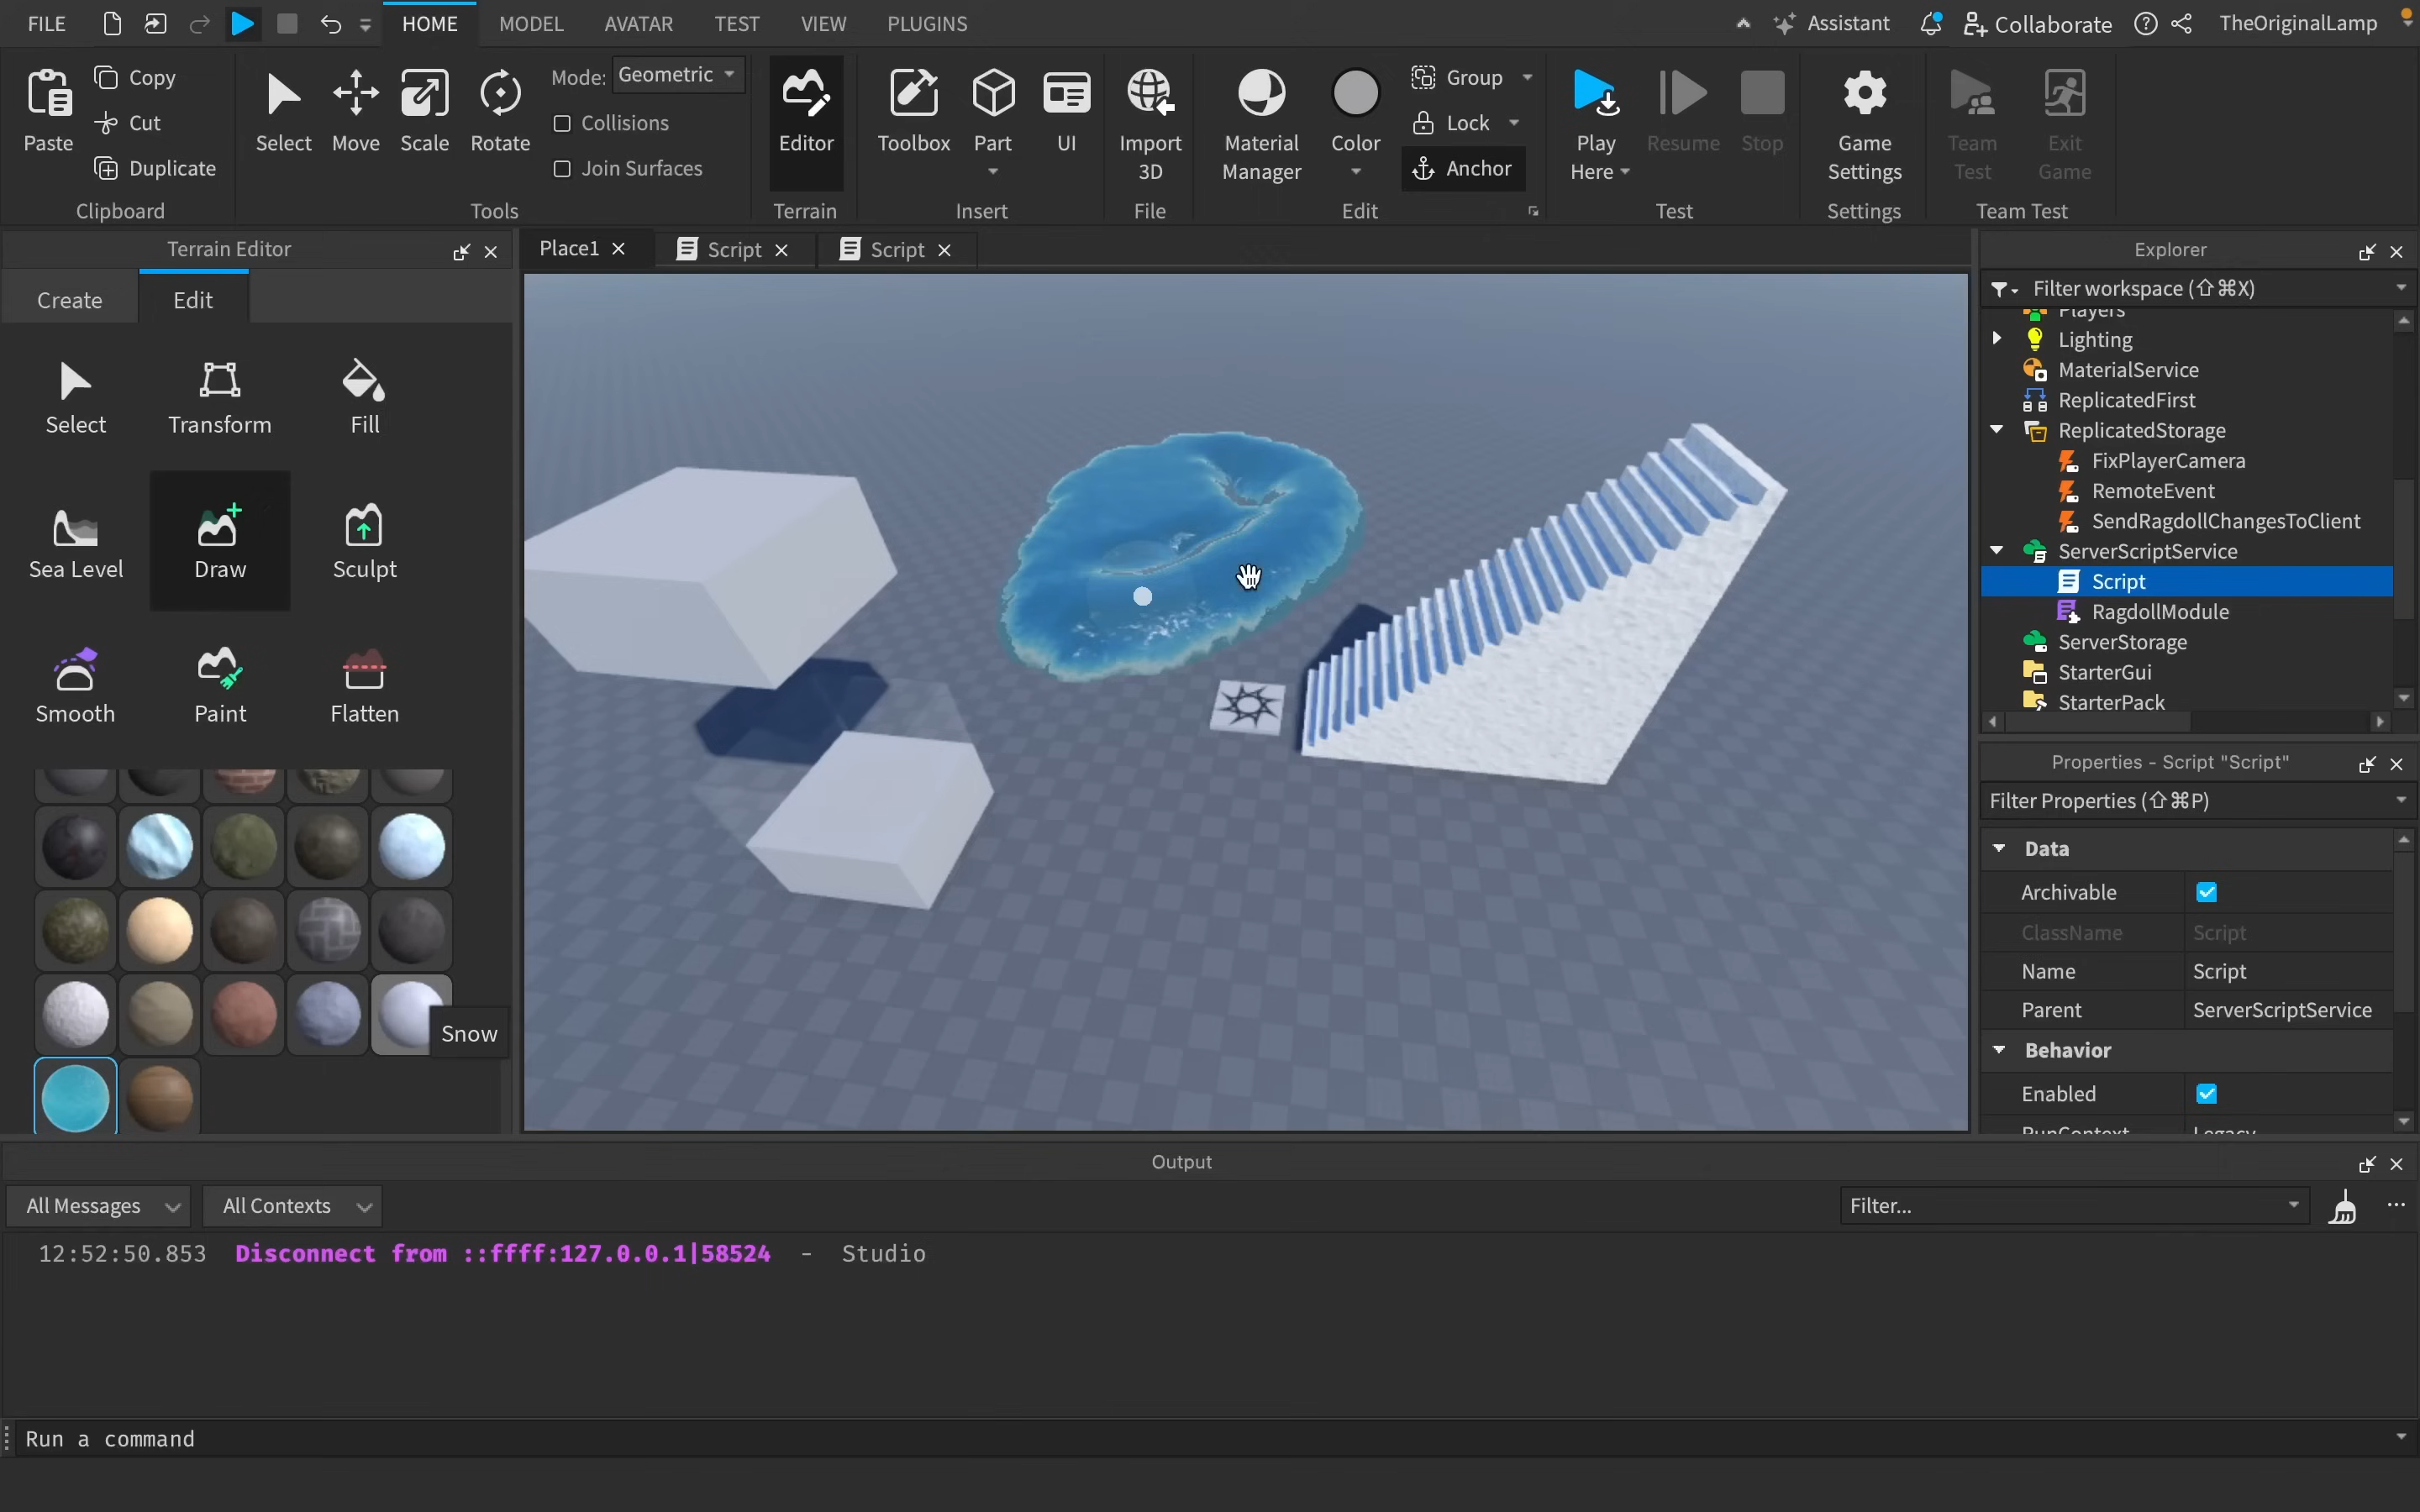 FILE
HOME
MODEL
AVATAR
TEST
VIEW
PLUGINS
Assistant
Collaborate
TheOriginalLamp
Paste
Copy
Cut
Duplicate
Clipboard
Select
Move
Scale
Rotate
Mode: Geometric
Collisions
Join Surfaces
Tools
Editor
Terrain
Toolbox
Part
UI
Insert
Import
3D
File
Material
Manager
Color
Group
Lock
Anchor
Edit
Play
Here
Resume
Stop
Test
Game
Settings
Settings
Team
Test
Exit
Game
Team Test
Terrain Editor
Create
Edit
Select
Transform
Fill
Sea Level
Draw
Sculpt
Smooth
Paint
Flatten
Snow
Place1
Script
Script
Explorer
Filter workspace (⇧⌘X)
Players
Lighting
MaterialService
ReplicatedFirst
ReplicatedStorage
FixPlayerCamera
RemoteEvent
SendRagdollChangesToClient
ServerScriptService
Script
RagdollModule
ServerStorage
StarterGui
StarterPack
Properties - Script "Script"
Filter Properties (⇧⌘P)
Data
Archivable
ClassName Script
Name Script
Parent ServerScriptService
Behavior
Enabled
RunContext Legacy
Output
All Messages
All Contexts
Filter...
12:52:50.853 Disconnect from ::ffff:127.0.0.1|58524 - Studio
Run a command